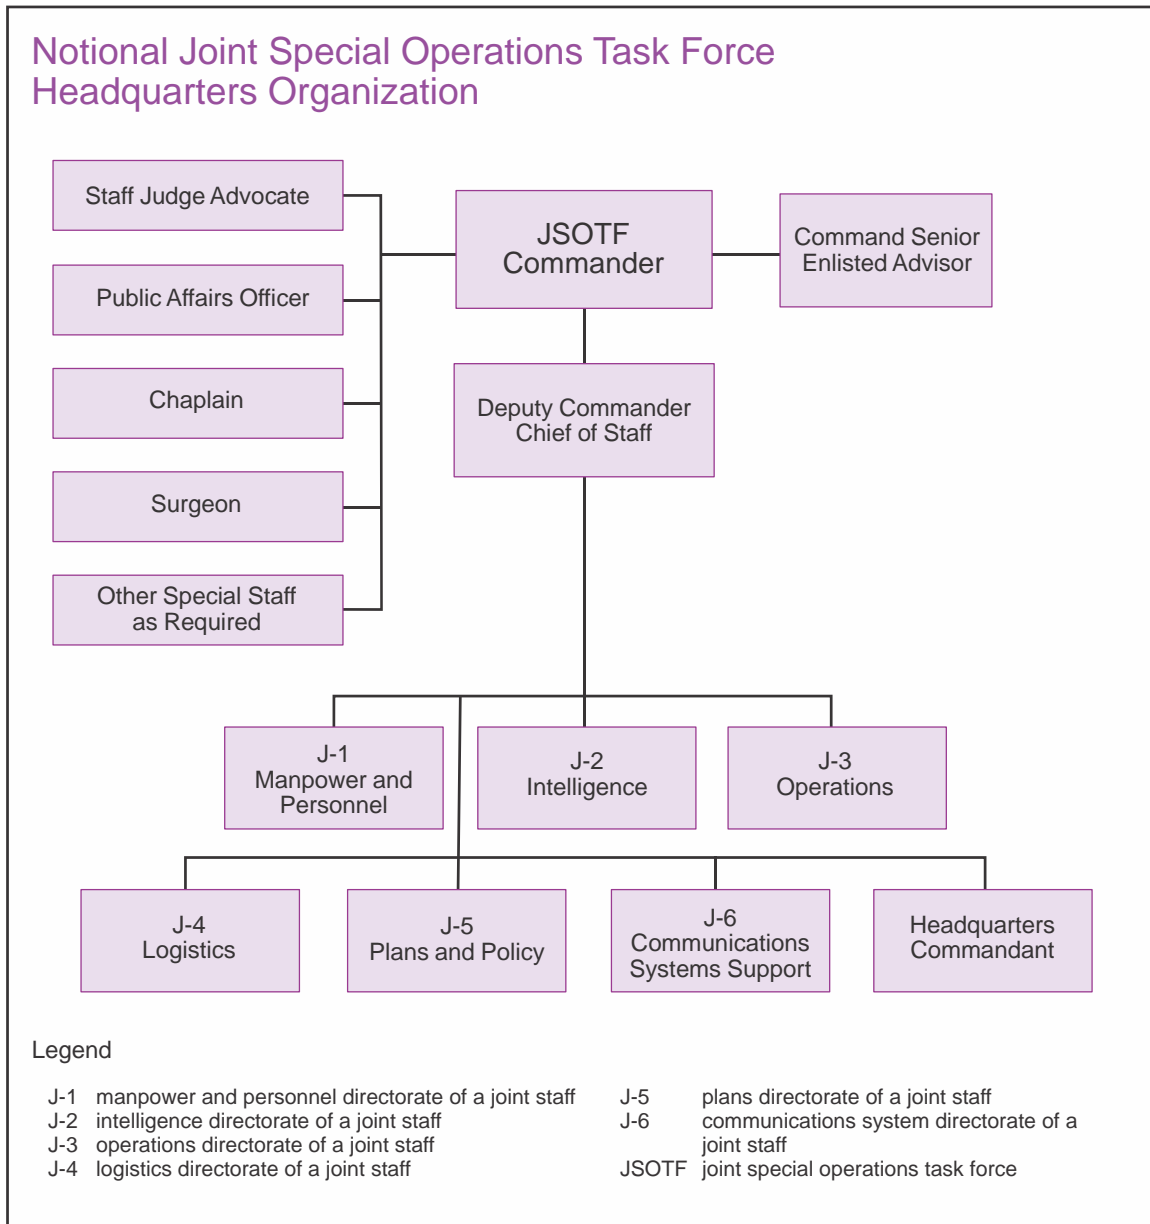 Notional Joint Special Operations Task Force
Headquarters Organization
Staff Judge Advocate
Public Affairs Officer
Chaplain
Surgeon
Other Special Staff
as Required
JSOTF
Commander
Command Senior
Enlisted Advisor
Deputy Commander
Chief of Staff
J-1
Manpower and
Personnel
J-2
Intelligence
J-3
Operations
J-4
Logistics
J-5
Plans and Policy
J-6
Communications
Systems Support
Headquarters
Commandant
Legend
J-1 manpower and personnel directorate of a joint staff
J-2 intelligence directorate of a joint staff
J-3 operations directorate of a joint staff
J-4 logistics directorate of a joint staff
J-5 plans directorate of a joint staff
J-6 communications system directorate of a
joint staff
JSOTF joint special operations task force